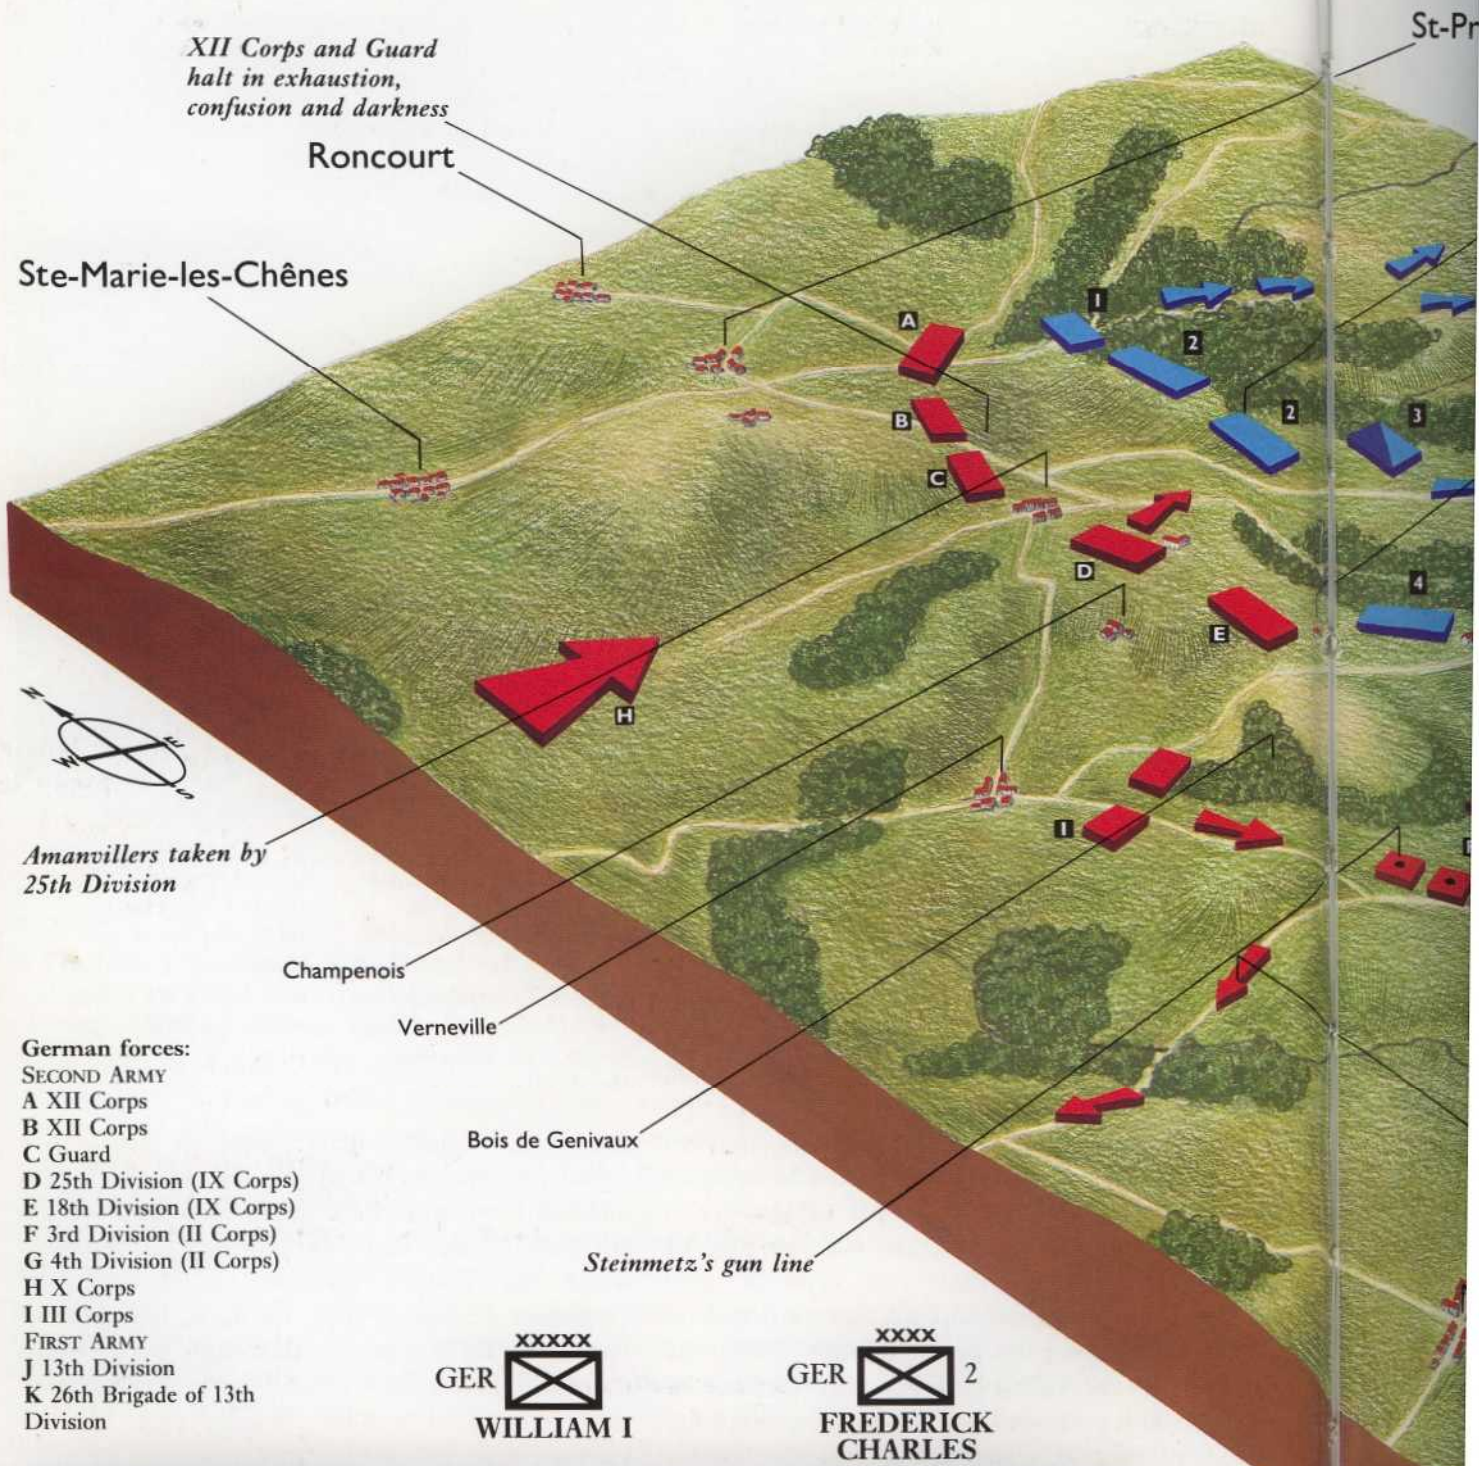 St-Pr
XII Corps and Guard
halt in exhaustion,
confusion and darkness
Roncourt
Ste-Marie-les-Chênes
A
1
2
B
2
3
C
D
E
4
H
N
W
E
S
I
Amanvillers taken by
25th Division
Champenois
Verneville
German forces:
SECOND ARMY
A XII Corps
B XII Corps
C Guard
D 25th Division (IX Corps)
E 18th Division (IX Corps)
F 3rd Division (II Corps)
G 4th Division (II Corps)
H X Corps
I III Corps
FIRST ARMY
J 13th Division
K 26th Brigade of 13th
Division
Bois de Genivaux
Steinmetz's gun line
XXXXX
GER
WILLIAM I
XXXX
GER 2
FREDERICK
CHARLES